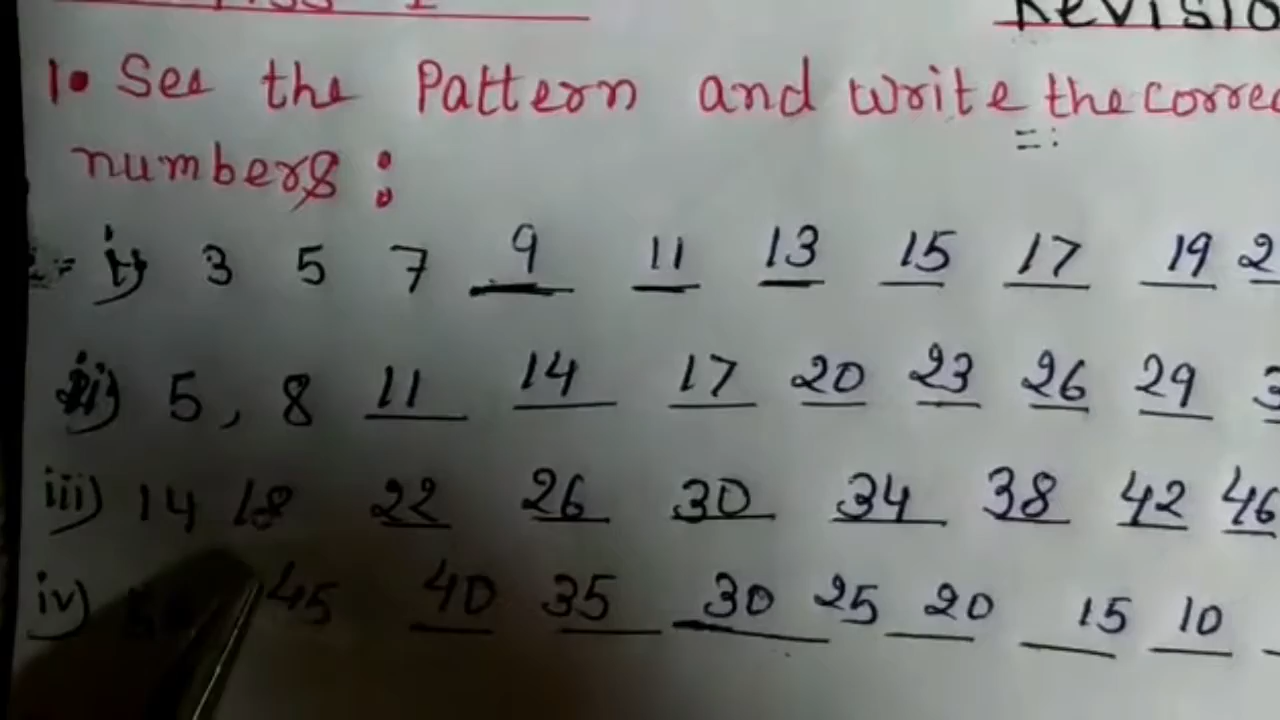 Revisio
1. See the Pattern and write the correc
numbers :
i) 3 5 7 9 11 13 15 17 19 2
ii) 5, 8 11 14 17 20 23 26 29 3
iii) 14 18 22 26 30 34 38 42 46
iv) 45 40 35 30 25 20 15 10